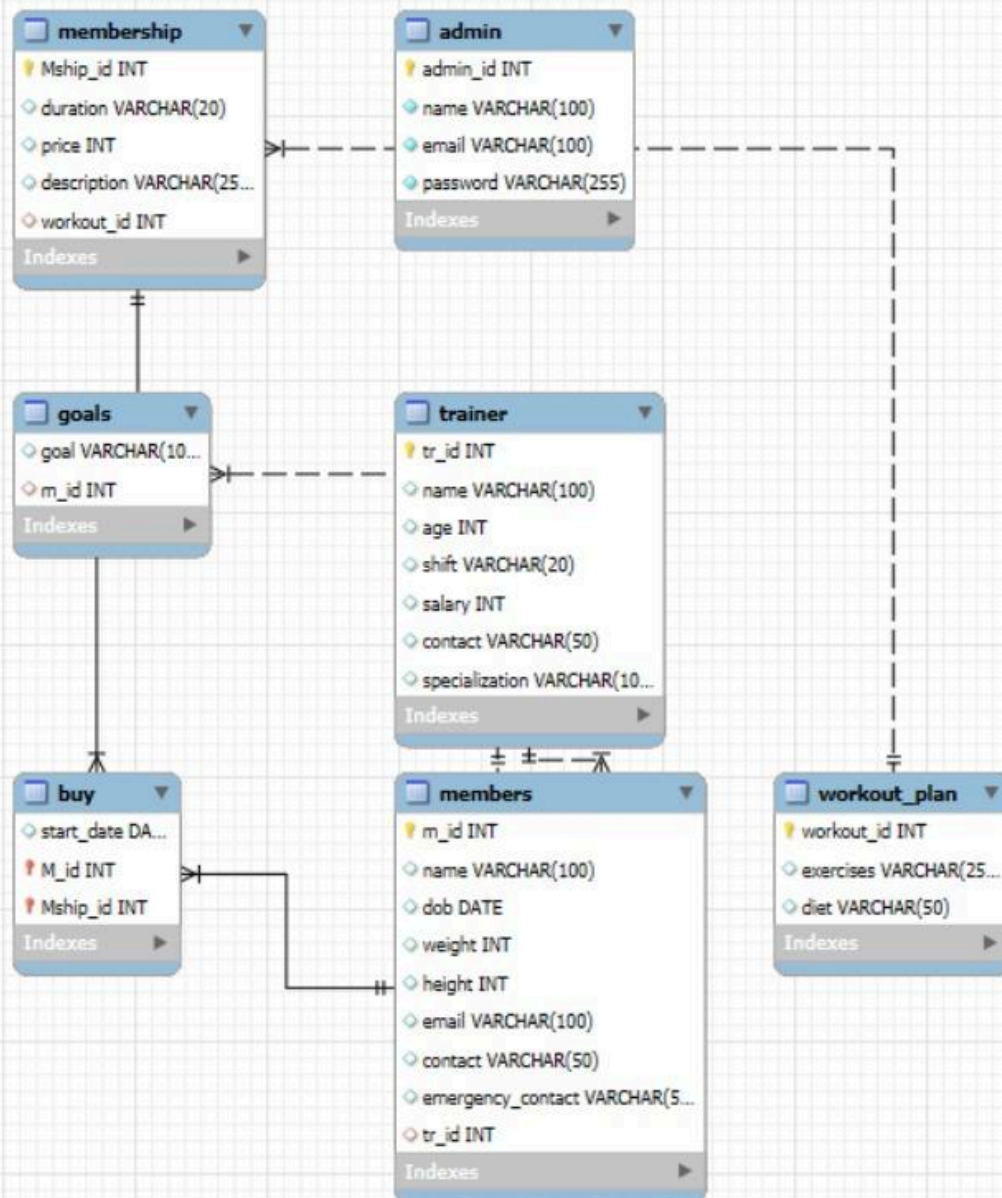 membership
Mship_id INT
duration VARCHAR(20)
price INT
description VARCHAR(25...
workout_id INT
Indexes
admin
admin_id INT
name VARCHAR(100)
email VARCHAR(100)
password VARCHAR(255)
Indexes
goals
goal VARCHAR(10...
m_id INT
Indexes
trainer
tr_id INT
name VARCHAR(100)
age INT
shift VARCHAR(20)
salary INT
contact VARCHAR(50)
specialization VARCHAR(10...
Indexes
buy
start_date DA...
M_id INT
Mship_id INT
Indexes
members
m_id INT
name VARCHAR(100)
dob DATE
weight INT
height INT
email VARCHAR(100)
contact VARCHAR(50)
emergency_contact VARCHAR(5...
tr_id INT
Indexes
workout_plan
workout_id INT
exercises VARCHAR(25...
diet VARCHAR(50)
Indexes